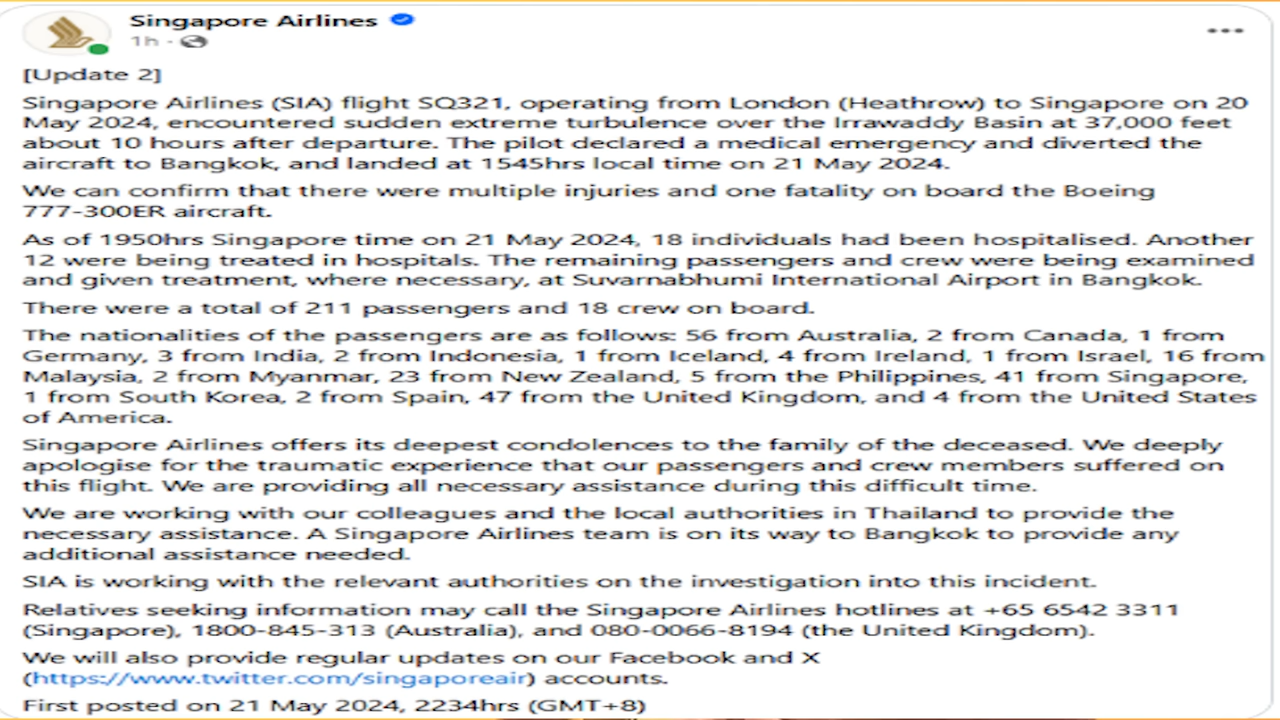 Singapore Airlines
1h ·
[Update 2]
Singapore Airlines (SIA) flight SQ321, operating from London (Heathrow) to Singapore on 20
May 2024, encountered sudden extreme turbulence over the Irrawaddy Basin at 37,000 feet
about 10 hours after departure. The pilot declared a medical emergency and diverted the
aircraft to Bangkok, and landed at 1545hrs local time on 21 May 2024.
We can confirm that there were multiple injuries and one fatality on board the Boeing
777-300ER aircraft.
As of 1950hrs Singapore time on 21 May 2024, 18 individuals had been hospitalised. Another
12 were being treated in hospitals. The remaining passengers and crew were being examined
and given treatment, where necessary, at Suvarnabhumi International Airport in Bangkok.
There were a total of 211 passengers and 18 crew on board.
The nationalities of the passengers are as follows: 56 from Australia, 2 from Canada, 1 from
Germany, 3 from India, 2 from Indonesia, 1 from Iceland, 4 from Ireland, 1 from Israel, 16 from
Malaysia, 2 from Myanmar, 23 from New Zealand, 5 from the Philippines, 41 from Singapore,
1 from South Korea, 2 from Spain, 47 from the United Kingdom, and 4 from the United States
of America.
Singapore Airlines offers its deepest condolences to the family of the deceased. We deeply
apologise for the traumatic experience that our passengers and crew members suffered on
this flight. We are providing all necessary assistance during this difficult time.
We are working with our colleagues and the local authorities in Thailand to provide the
necessary assistance. A Singapore Airlines team is on its way to Bangkok to provide any
additional assistance needed.
SIA is working with the relevant authorities on the investigation into this incident.
Relatives seeking information may call the Singapore Airlines hotlines at +65 6542 3311
(Singapore), 1800-845-313 (Australia), and 080-0066-8194 (the United Kingdom).
We will also provide regular updates on our Facebook and X
(https://www.twitter.com/singaporeair) accounts.
First posted on 21 May 2024, 2234hrs (GMT+8)